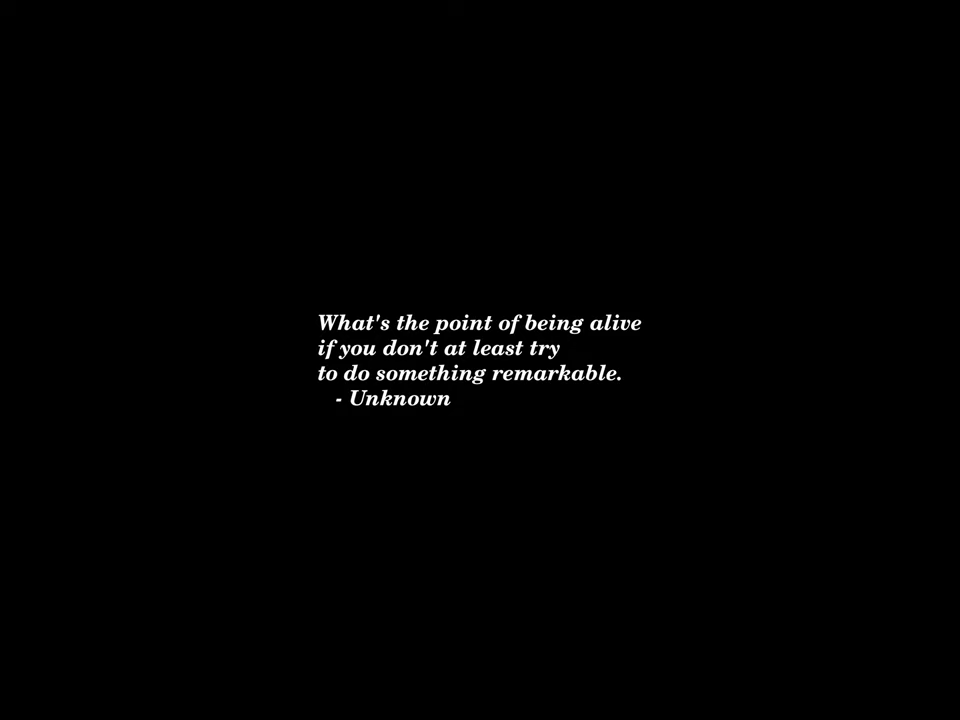 What's the point of being alive
if you don't at least try
to do something remarkable.
- Unknown